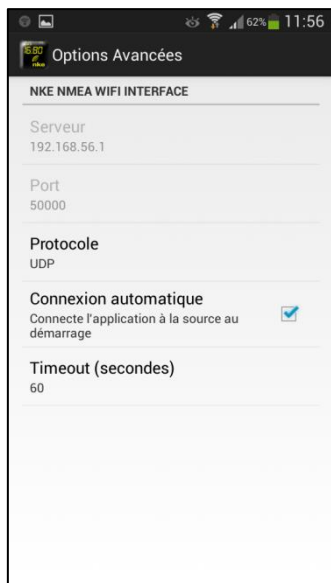 62% 11:56
Options Avancées
NKE NMEA WIFI INTERFACE
Serveur
192.168.56.1
Port
50000
Protocole
UDP
Connexion automatique
Connecte l'application à la source au
démarrage
Timeout (secondes)
60